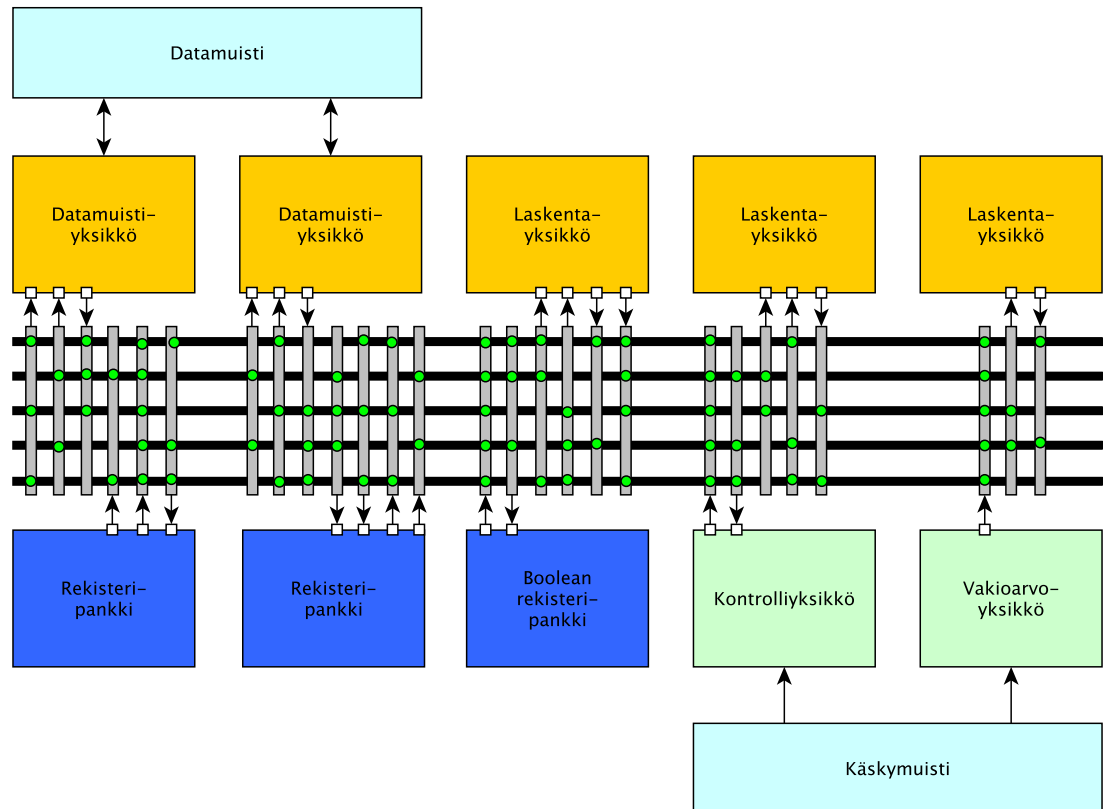 Datamuisti
Datamuisti-
yksikkö
Datamuisti-
yksikkö
Laskenta-
yksikkö
Laskenta-
yksikkö
Laskenta-
yksikkö
Rekisteri-
pankki
Rekisteri-
pankki
Boolean
rekisteri-
pankki
Kontrolliyksikkö
Vakioarvo-
yksikkö
Käskymuisti